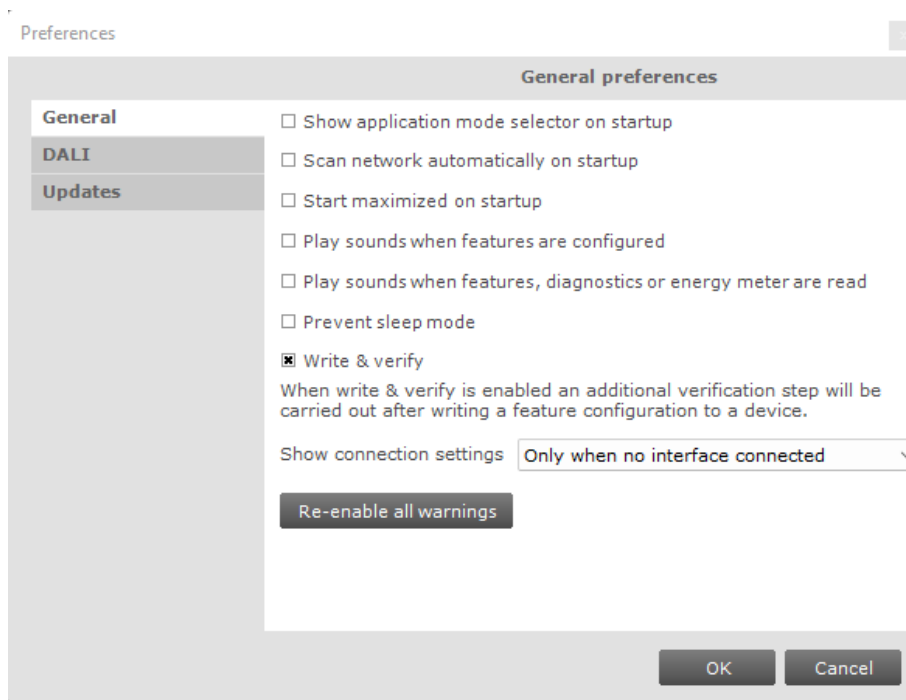 Preferences
General preferences
General
DALI
Updates
Show application mode selector on startup
Scan network automatically on startup
Start maximized on startup
Play sounds when features are configured
Play sounds when features, diagnostics or energy meter are read
Prevent sleep mode
Write & verify
When write & verify is enabled an additional verification step will be
carried out after writing a feature configuration to a device.
Show connection settings Only when no interface connected
Re-enable all warnings
OK Cancel